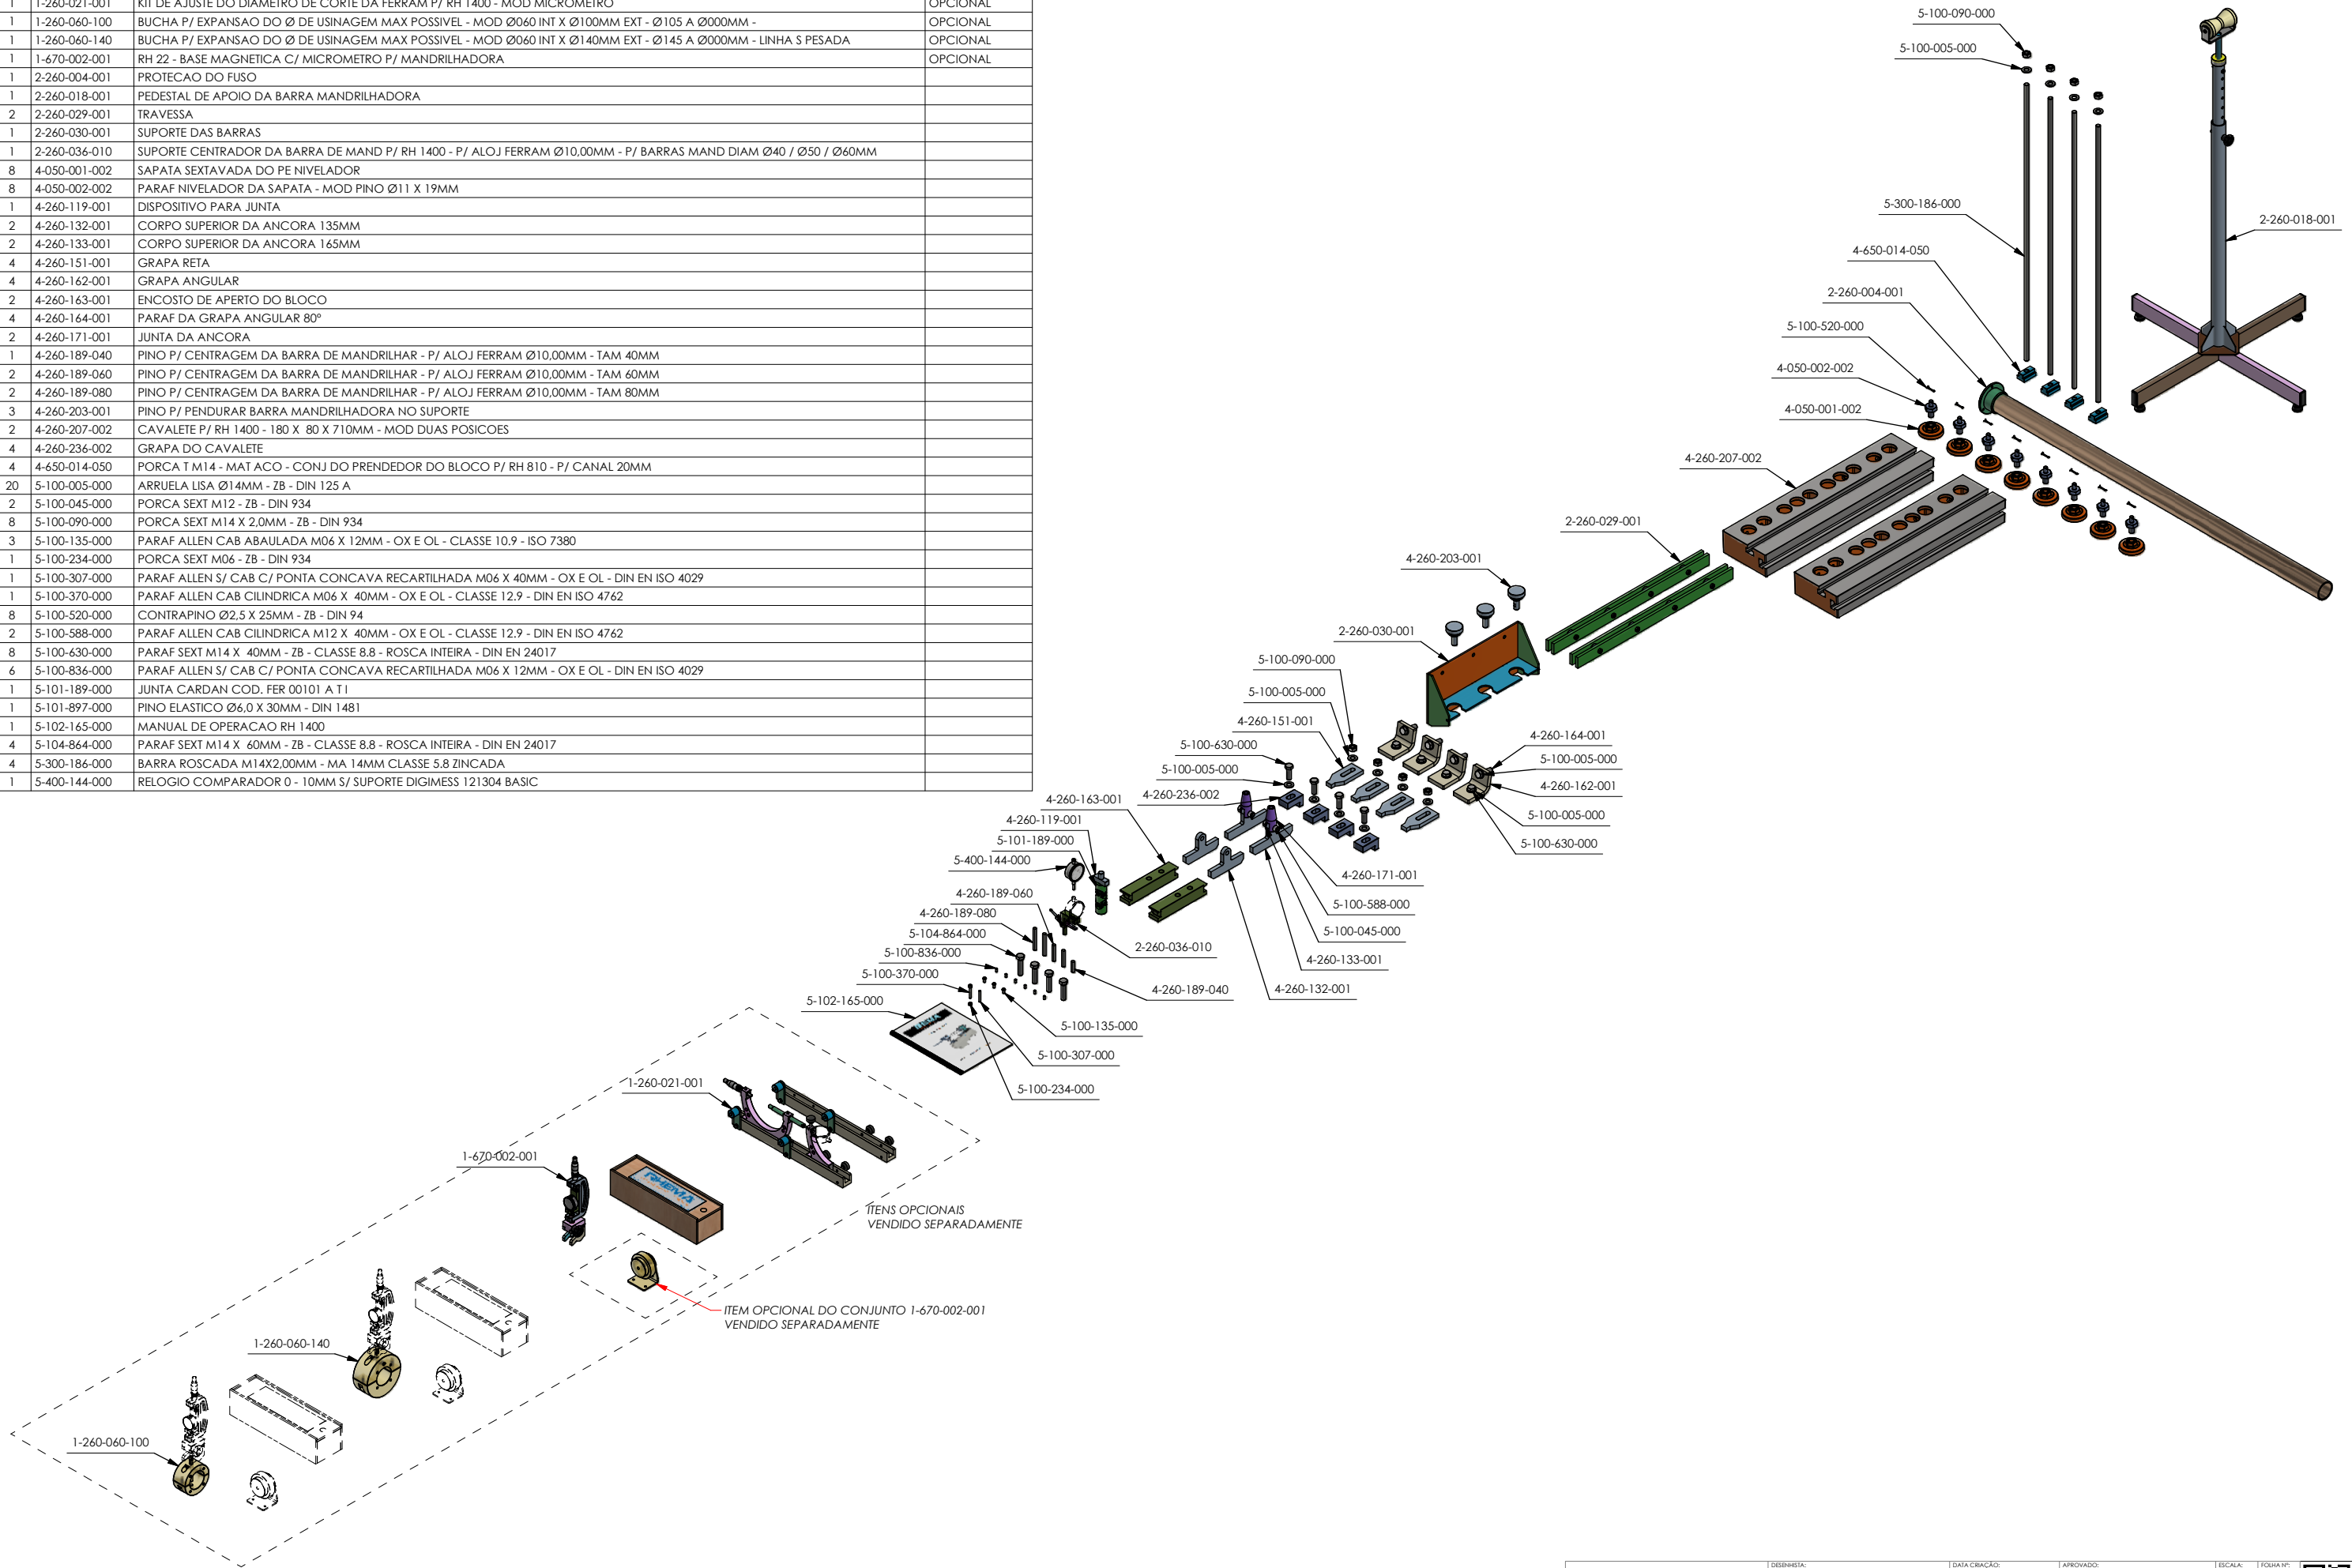 1 1-260-021-001 KIT DE AJUSTE DO DIAMETRO DE CORTE DA FERRAM P/ RH 1400 - MOD MICROMETRO OPCIONAL
1 1-260-060-100 BUCHA P/ EXPANSAO DO Ø DE USINAGEM MAX POSSIVEL - MOD Ø060 INT X Ø100MM EXT - Ø105 A Ø000MM - OPCIONAL
1 1-260-060-140 BUCHA P/ EXPANSAO DO Ø DE USINAGEM MAX POSSIVEL - MOD Ø060 INT X Ø140MM EXT - Ø145 A Ø000MM - LINHA S PESADA OPCIONAL
1 1-670-002-001 RH 22 - BASE MAGNETICA C/ MICROMETRO P/ MANDRILHADORA OPCIONAL
1 2-260-004-001 PROTECAO DO FUSO
1 2-260-018-001 PEDESTAL DE APOIO DA BARRA MANDRILHADORA
2 2-260-029-001 TRAVESSA
1 2-260-030-001 SUPORTE DAS BARRAS
1 2-260-036-010 SUPORTE CENTRADOR DA BARRA DE MAND P/ RH 1400 - P/ ALOJ FERRAM Ø10,00MM - P/ BARRAS MAND DIAM Ø40 / Ø50 / Ø60MM
8 4-050-001-002 SAPATA SEXTAVADA DO PE NIVELADOR
8 4-050-002-002 PARAF NIVELADOR DA SAPATA - MOD PINO Ø11 X 19MM
1 4-260-119-001 DISPOSITIVO PARA JUNTA
2 4-260-132-001 CORPO SUPERIOR DA ANCORA 135MM
2 4-260-133-001 CORPO SUPERIOR DA ANCORA 165MM
4 4-260-151-001 GRAPA RETA
4 4-260-162-001 GRAPA ANGULAR
2 4-260-163-001 ENCOSTO DE APERTO DO BLOCO
4 4-260-164-001 PARAF DA GRAPA ANGULAR 80º
2 4-260-171-001 JUNTA DA ANCORA
1 4-260-189-040 PINO P/ CENTRAGEM DA BARRA DE MANDRILHAR - P/ ALOJ FERRAM Ø10,00MM - TAM 40MM
2 4-260-189-060 PINO P/ CENTRAGEM DA BARRA DE MANDRILHAR - P/ ALOJ FERRAM Ø10,00MM - TAM 60MM
2 4-260-189-080 PINO P/ CENTRAGEM DA BARRA DE MANDRILHAR - P/ ALOJ FERRAM Ø10,00MM - TAM 80MM
3 4-260-203-001 PINO P/ PENDURAR BARRA MANDRILHADORA NO SUPORTE
2 4-260-207-002 CAVALETE P/ RH 1400 - 180 X 80 X 710MM - MOD DUAS POSICOES
4 4-260-236-002 GRAPA DO CAVALETE
4 4-650-014-050 PORCA T M14 - MAT ACO - CONJ DO PRENDEDOR DO BLOCO P/ RH 810 - P/ CANAL 20MM
20 5-100-005-000 ARRUELA LISA Ø14MM - ZB - DIN 125 A
2 5-100-045-000 PORCA SEXT M12 - ZB - DIN 934
8 5-100-090-000 PORCA SEXT M14 X 2,0MM - ZB - DIN 934
3 5-100-135-000 PARAF ALLEN CAB ABAULADA M06 X 12MM - OX E OL - CLASSE 10.9 - ISO 7380
1 5-100-234-000 PORCA SEXT M06 - ZB - DIN 934
1 5-100-307-000 PARAF ALLEN S/ CAB C/ PONTA CONCAVA RECARTILHADA M06 X 40MM - OX E OL - DIN EN ISO 4029
1 5-100-370-000 PARAF ALLEN CAB CILINDRICA M06 X 40MM - OX E OL - CLASSE 12.9 - DIN EN ISO 4762
8 5-100-520-000 CONTRAPINO Ø2,5 X 25MM - ZB - DIN 94
2 5-100-588-000 PARAF ALLEN CAB CILINDRICA M12 X 40MM - OX E OL - CLASSE 12.9 - DIN EN ISO 4762
8 5-100-630-000 PARAF SEXT M14 X 40MM - ZB - CLASSE 8.8 - ROSCA INTEIRA - DIN EN 24017
6 5-100-836-000 PARAF ALLEN S/ CAB C/ PONTA CONCAVA RECARTILHADA M06 X 12MM - OX E OL - DIN EN ISO 4029
1 5-101-189-000 JUNTA CARDAN COD. FER 00101 A T I
1 5-101-897-000 PINO ELASTICO Ø6,0 X 30MM - DIN 1481
1 5-102-165-000 MANUAL DE OPERACAO RH 1400
4 5-104-864-000 PARAF SEXT M14 X 60MM - ZB - CLASSE 8.8 - ROSCA INTEIRA - DIN EN 24017
4 5-300-186-000 BARRA ROSCADA M14X2,00MM - MA 14MM CLASSE 5.8 ZINCADA
1 5-400-144-000 RELOGIO COMPARADOR 0 - 10MM S/ SUPORTE DIGIMESS 121304 BASIC
5-100-090-000
5-100-005-000
5-300-186-000
2-260-018-001
4-650-014-050
2-260-004-001
5-100-520-000
4-050-002-002
4-050-001-002
4-260-207-002
2-260-029-001
4-260-203-001
2-260-030-001
5-100-090-000
5-100-005-000
4-260-151-001
5-100-630-000
5-100-005-000
4-260-236-002
4-260-164-001
5-100-005-000
4-260-162-001
5-100-005-000
5-100-630-000
4-260-163-001
4-260-119-001
5-101-189-000
5-400-144-000
4-260-189-060
4-260-189-080
5-104-864-000
5-100-836-000
5-100-370-000
5-102-165-000
4-260-171-001
5-100-588-000
5-100-045-000
4-260-133-001
4-260-132-001
2-260-036-010
4-260-189-040
5-100-135-000
5-100-307-000
5-100-234-000
1-260-021-001
1-670-002-001
RHEMA
ITENS OPCIONAIS
VENDIDO SEPARADAMENTE
ITEM OPCIONAL DO CONJUNTO 1-670-002-001
VENDIDO SEPARADAMENTE
1-260-060-140
1-260-060-100
DESENHISTA: DATA CRIAÇÃO: APROVADO: ESCALA: FOLHA Nº: